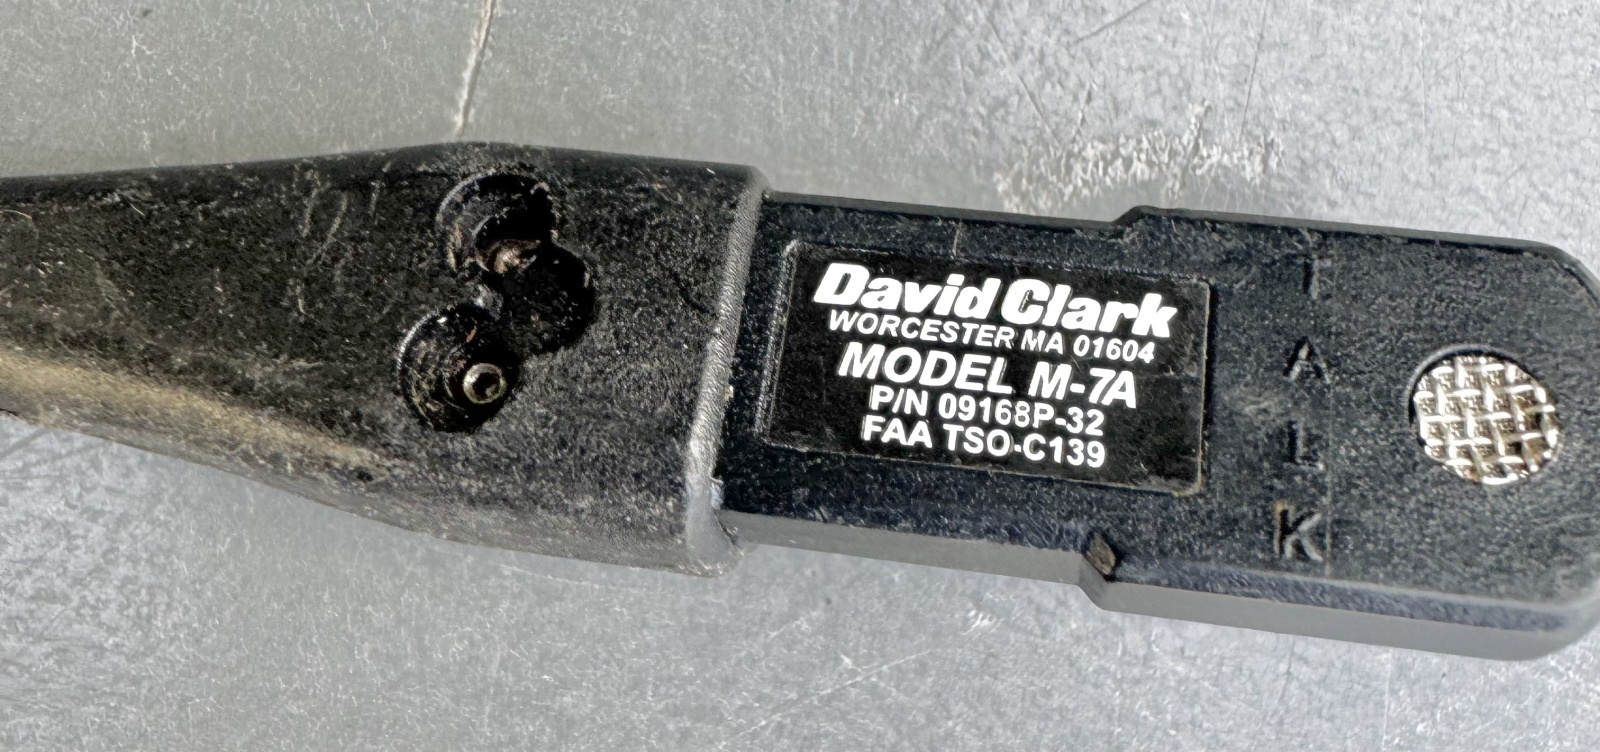 David Clark
WORCESTER MA 01604
MODEL M-7A
P/N 09168P-32
FAA TSO-C139
TALK